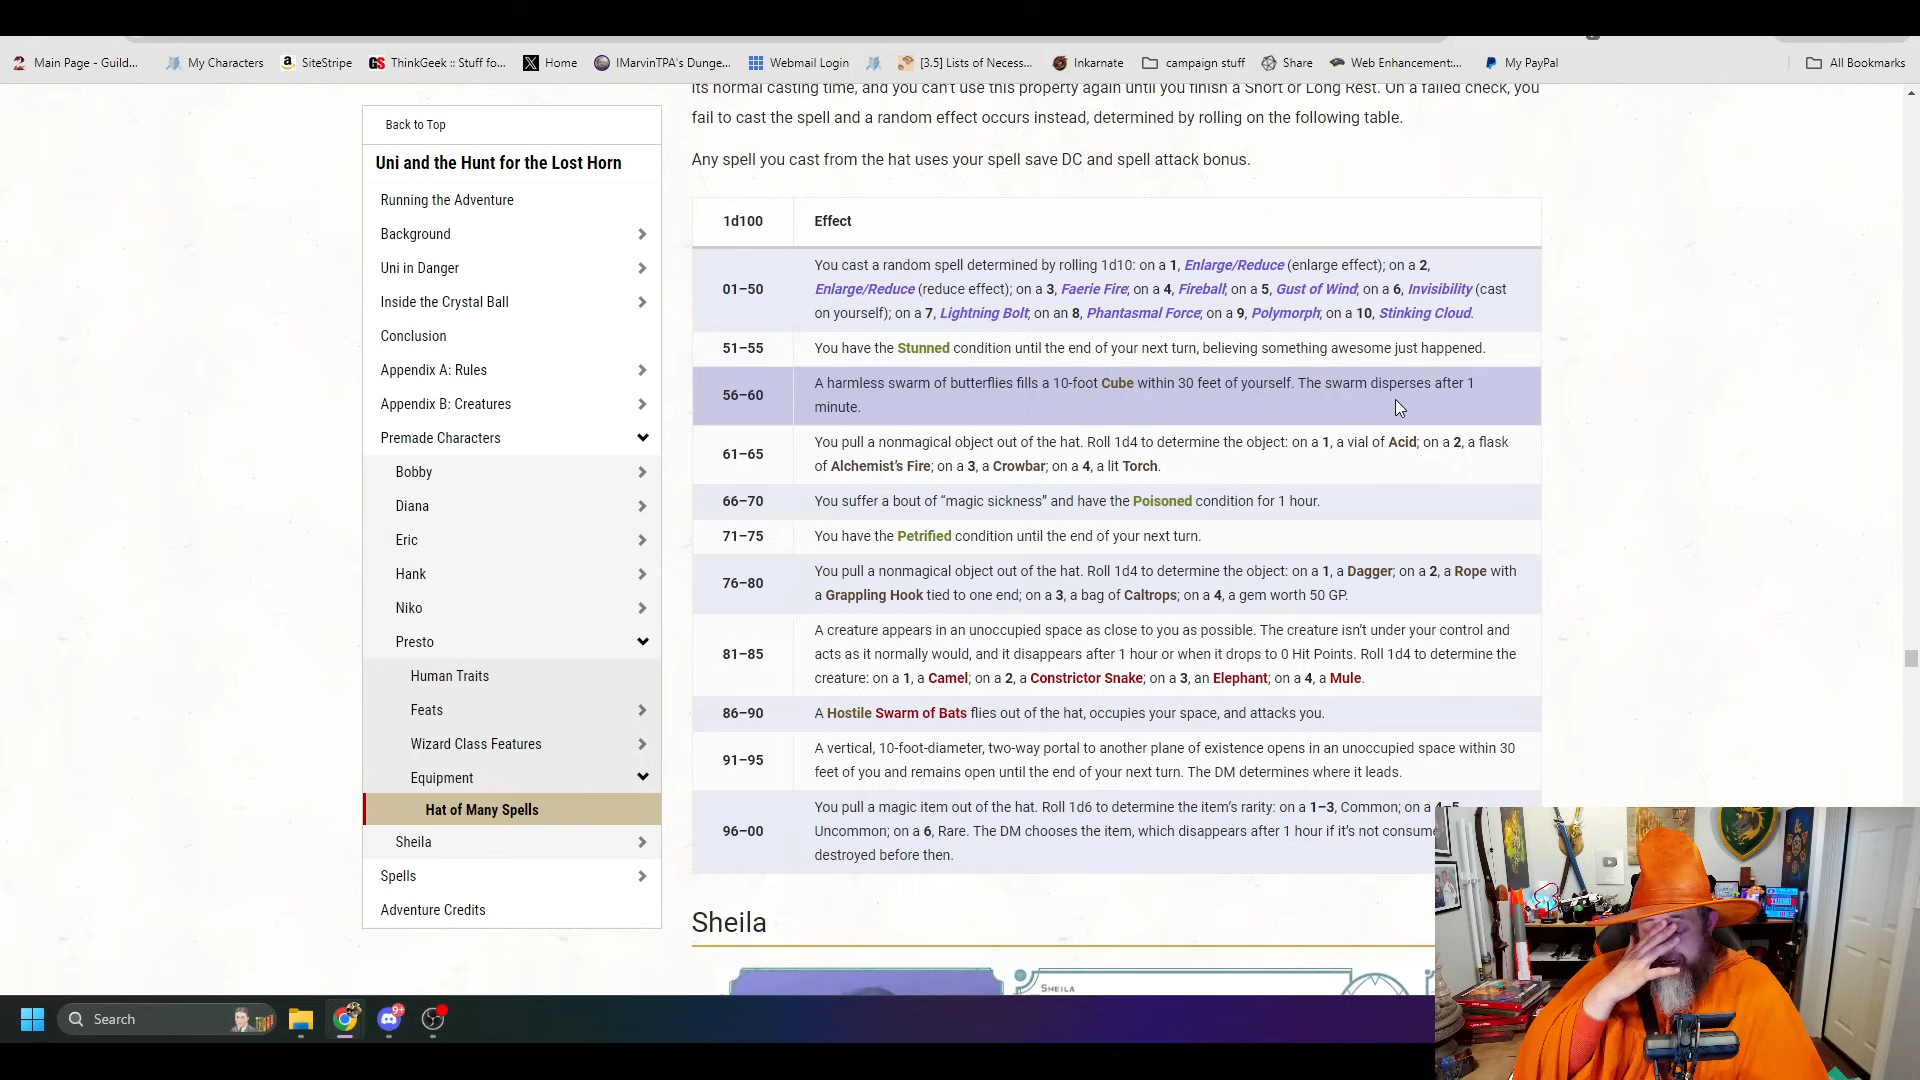 Main Page - Guild...
My Characters
SiteStripe
GS ThinkGeek :: Stuff fo...
X Home
IMarvinTPA's Dunge...
Webmail Login
[3.5] Lists of Necess...
Inkarnate
campaign stuff
Share
Web Enhancement:...
My PayPal
All Bookmarks
Back to Top
Uni and the Hunt for the Lost Horn
Running the Adventure
Background
Uni in Danger
Inside the Crystal Ball
Conclusion
Appendix A: Rules
Appendix B: Creatures
Premade Characters
Bobby
Diana
Eric
Hank
Niko
Presto
Human Traits
Feats
Wizard Class Features
Equipment
Hat of Many Spells
Sheila
Spells
Adventure Credits
its normal casting time, and you can't use this property again until you finish a Short or Long Rest. On a failed check, you
fail to cast the spell and a random effect occurs instead, determined by rolling on the following table.
Any spell you cast from the hat uses your spell save DC and spell attack bonus.
1d100 Effect
01–50
You cast a random spell determined by rolling 1d10: on a 1, Enlarge/Reduce (enlarge effect); on a 2,
Enlarge/Reduce (reduce effect); on a 3, Faerie Fire; on a 4, Fireball; on a 5, Gust of Wind; on a 6, Invisibility (cast
on yourself); on a 7, Lightning Bolt; on an 8, Phantasmal Force; on a 9, Polymorph; on a 10, Stinking Cloud.
51–55 You have the Stunned condition until the end of your next turn, believing something awesome just happened.
56–60
A harmless swarm of butterflies fills a 10-foot Cube within 30 feet of yourself. The swarm disperses after 1
minute.
61–65
You pull a nonmagical object out of the hat. Roll 1d4 to determine the object: on a 1, a vial of Acid; on a 2, a flask
of Alchemist's Fire; on a 3, a Crowbar; on a 4, a lit Torch.
66–70 You suffer a bout of “magic sickness” and have the Poisoned condition for 1 hour.
71–75 You have the Petrified condition until the end of your next turn.
76–80
You pull a nonmagical object out of the hat. Roll 1d4 to determine the object: on a 1, a Dagger; on a 2, a Rope with
a Grappling Hook tied to one end; on a 3, a bag of Caltrops; on a 4, a gem worth 50 GP.
81–85
A creature appears in an unoccupied space as close to you as possible. The creature isn't under your control and
acts as it normally would, and it disappears after 1 hour or when it drops to 0 Hit Points. Roll 1d4 to determine the
creature: on a 1, a Camel; on a 2, a Constrictor Snake; on a 3, an Elephant; on a 4, a Mule.
86–90 A Hostile Swarm of Bats flies out of the hat, occupies your space, and attacks you.
91–95
A vertical, 10-foot-diameter, two-way portal to another plane of existence opens in an unoccupied space within 30
feet of you and remains open until the end of your next turn. The DM determines where it leads.
96–00
You pull a magic item out of the hat. Roll 1d6 to determine the item's rarity: on a 1–3, Common; on a 4–5
Uncommon; on a 6, Rare. The DM chooses the item, which disappears after 1 hour if it's not consume
destroyed before then.
Sheila
SHEILA
Search
9+